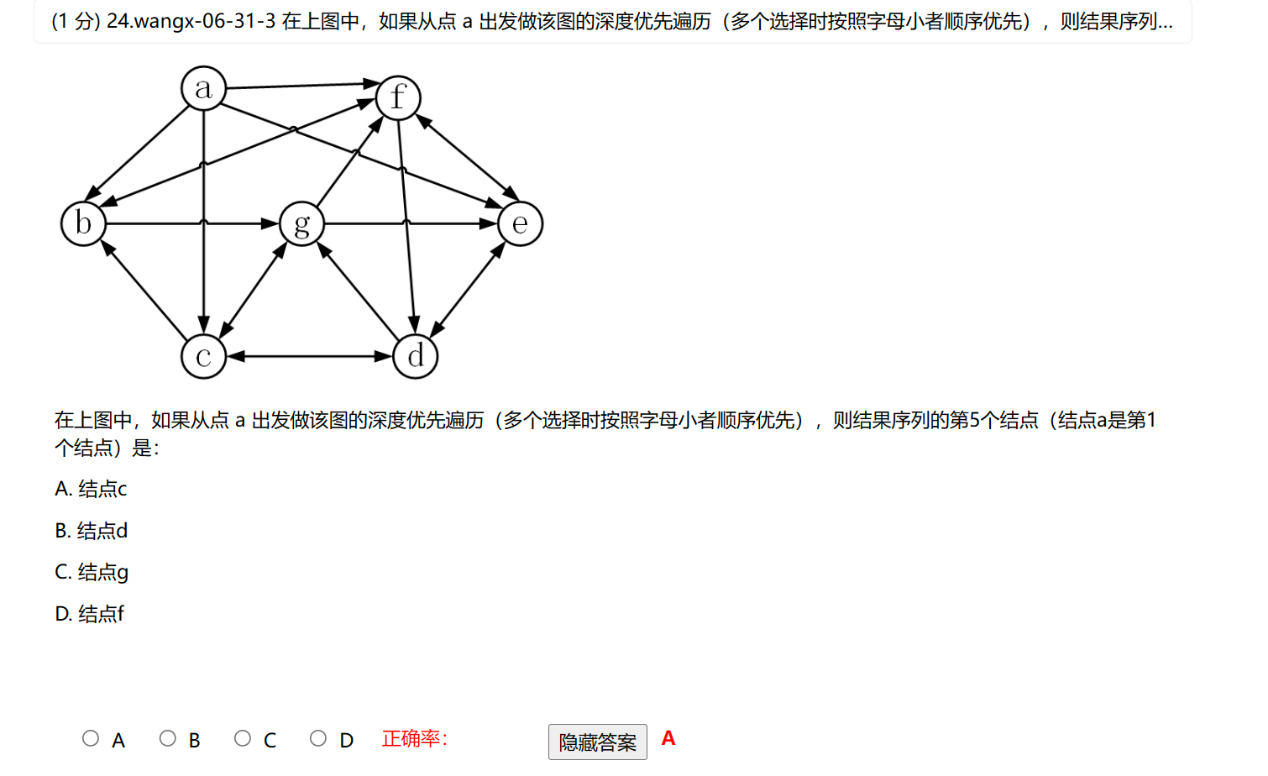 (1 分) 24.wangx-06-31-3 在上图中，如果从点 a 出发做该图的深度优先遍历（多个选择时按照字母小者顺序优先），则结果序列...
a
f
b
g
e
c
d
在上图中，如果从点 a 出发做该图的深度优先遍历（多个选择时按照字母小者顺序优先），则结果序列的第5个结点（结点a是第1
个结点）是：
A. 结点c
B. 结点d
C. 结点g
D. 结点f
A B C D 正确率： 隐藏答案 A